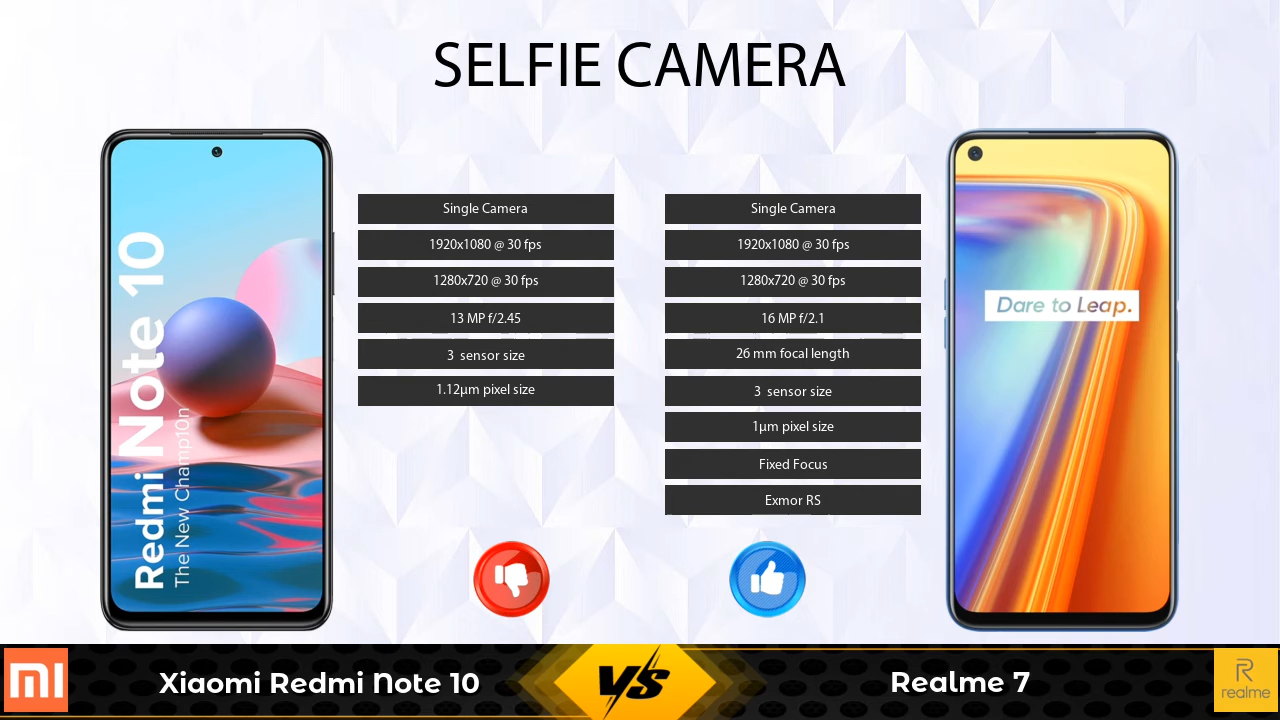 SELFIE CAMERA
Redmi Note 10
The New Champ10n
Single Camera
1920x1080 @ 30 fps
1280x720 @ 30 fps
13 MP f/2.45
3 sensor size
1.12µm pixel size
Single Camera
1920x1080 @ 30 fps
1280x720 @ 30 fps
16 MP f/2.1
26 mm focal length
3 sensor size
1µm pixel size
Fixed Focus
Exmor RS
Dare to Leap.
MI
Xiaomi Redmi Note 10
VS
Realme 7
R
realme